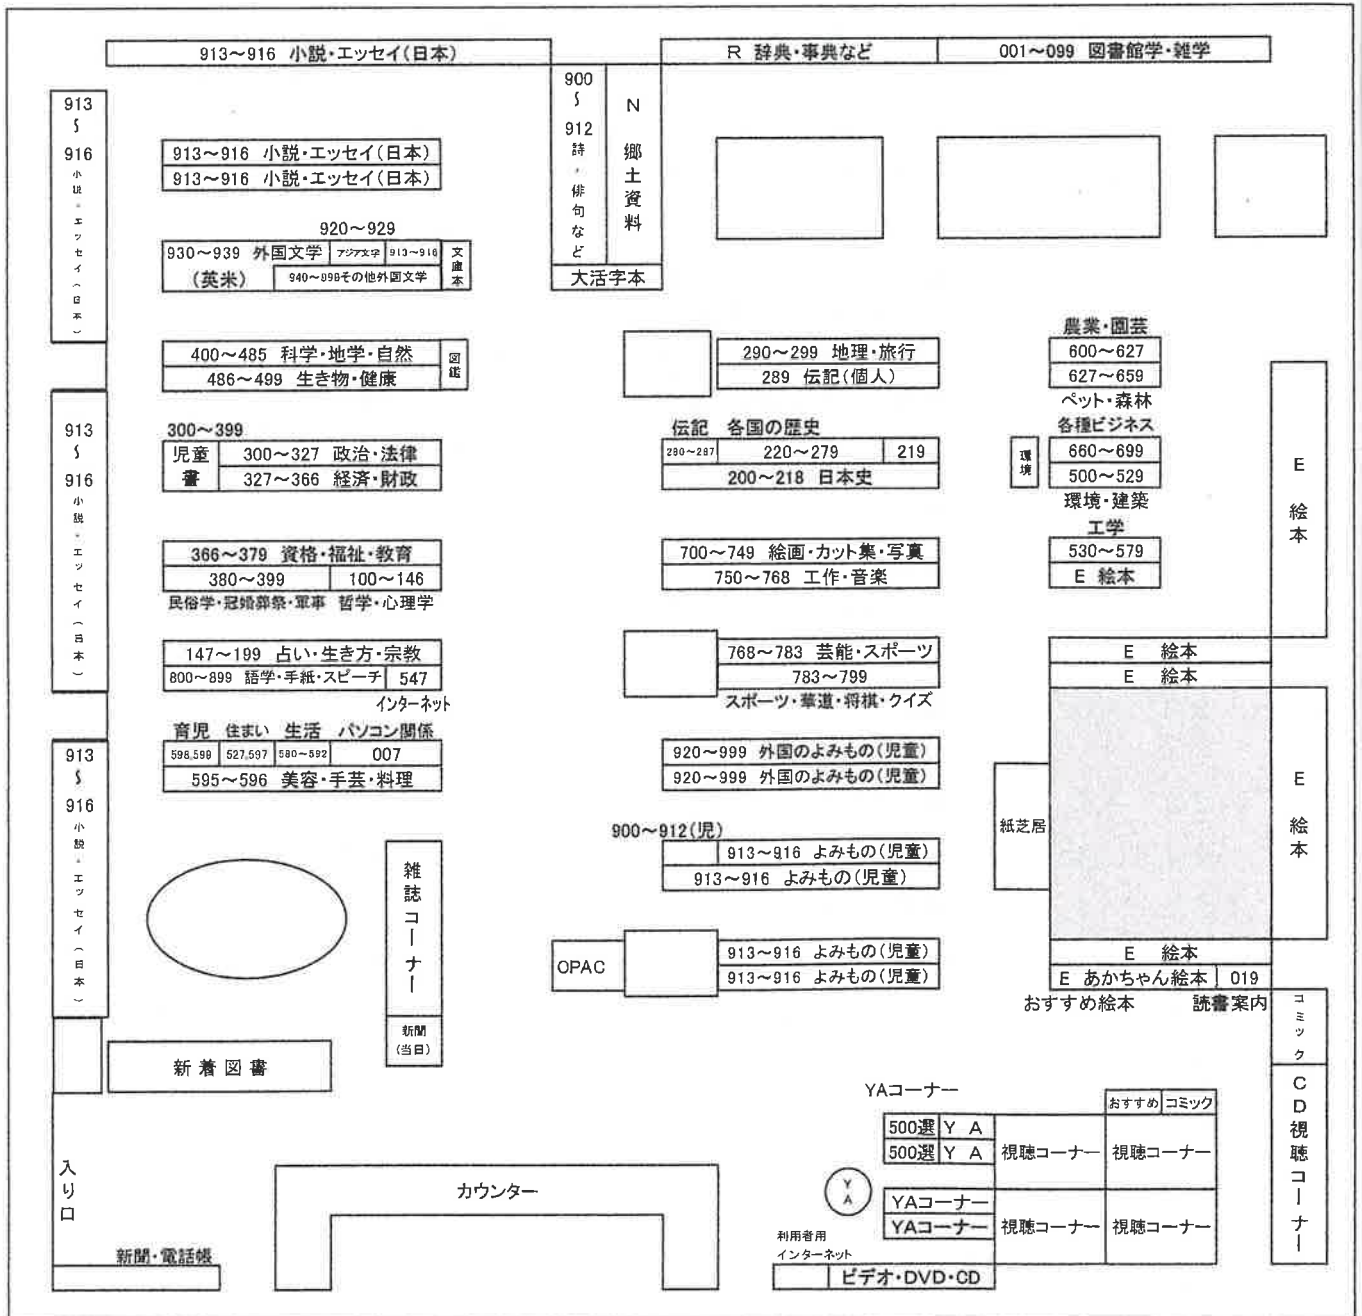 913～916 小説・エッセイ(日本)
R 辞典・事典など
001～099 図書館学・雑学
913～916 小説・エッセイ(日本)
900～912 詩・俳句など
N 郷土資料
大活字本
913～916 小説・エッセイ(日本)
913～916 小説・エッセイ(日本)
920～929
930～939 外国文学
(英米)
アジア文学
913～916
文庫本
940～998その他外国文学
400～485 科学・地学・自然
486～499 生き物・健康
図鑑
290～299 地理・旅行
289 伝記(個人)
農業・園芸
600～627
627～659
ペット・森林
913～916 小説・エッセイ(日本)
300～399
児童書
300～327 政治・法律
327～366 経済・財政
伝記 各国の歴史
280～287
220～279
219
200～218 日本史
各種ビジネス
環境
660～699
500～529
環境・建築
E 絵本
366～379 資格・福祉・教育
380～399
100～146
民俗学・冠婚葬祭・軍事 哲学・心理学
700～749 絵画・カット集・写真
750～768 工作・音楽
工学
530～579
E 絵本
147～199 占い・生き方・宗教
800～899 語学・手紙・スピーチ
547
インターネット
768～783 芸能・スポーツ
783～799
スポーツ・華道・将棋・クイズ
E 絵本
E 絵本
913～916 小説・エッセイ(日本)
育児 住まい 生活 パソコン関係
598,599
527,597
590～592
007
595～596 美容・手芸・料理
920～999 外国のよみもの(児童)
920～999 外国のよみもの(児童)
紙芝居
E 絵本
900～912(児)
913～916 よみもの(児童)
913～916 よみもの(児童)
雑誌コーナー
新聞
(当日)
OPAC
913～916 よみもの(児童)
913～916 よみもの(児童)
E 絵本
E あかちゃん絵本
019
おすすめ絵本
読書案内
コミック
新着図書
CD視聴コーナー
YAコーナー
おすすめ
コミック
500選
YA
500選
YA
視聴コーナー
視聴コーナー
YA
YAコーナー
YAコーナー
視聴コーナー
視聴コーナー
入り口
カウンター
新聞・電話帳
利用者用
インターネット
ビデオ・DVD・CD